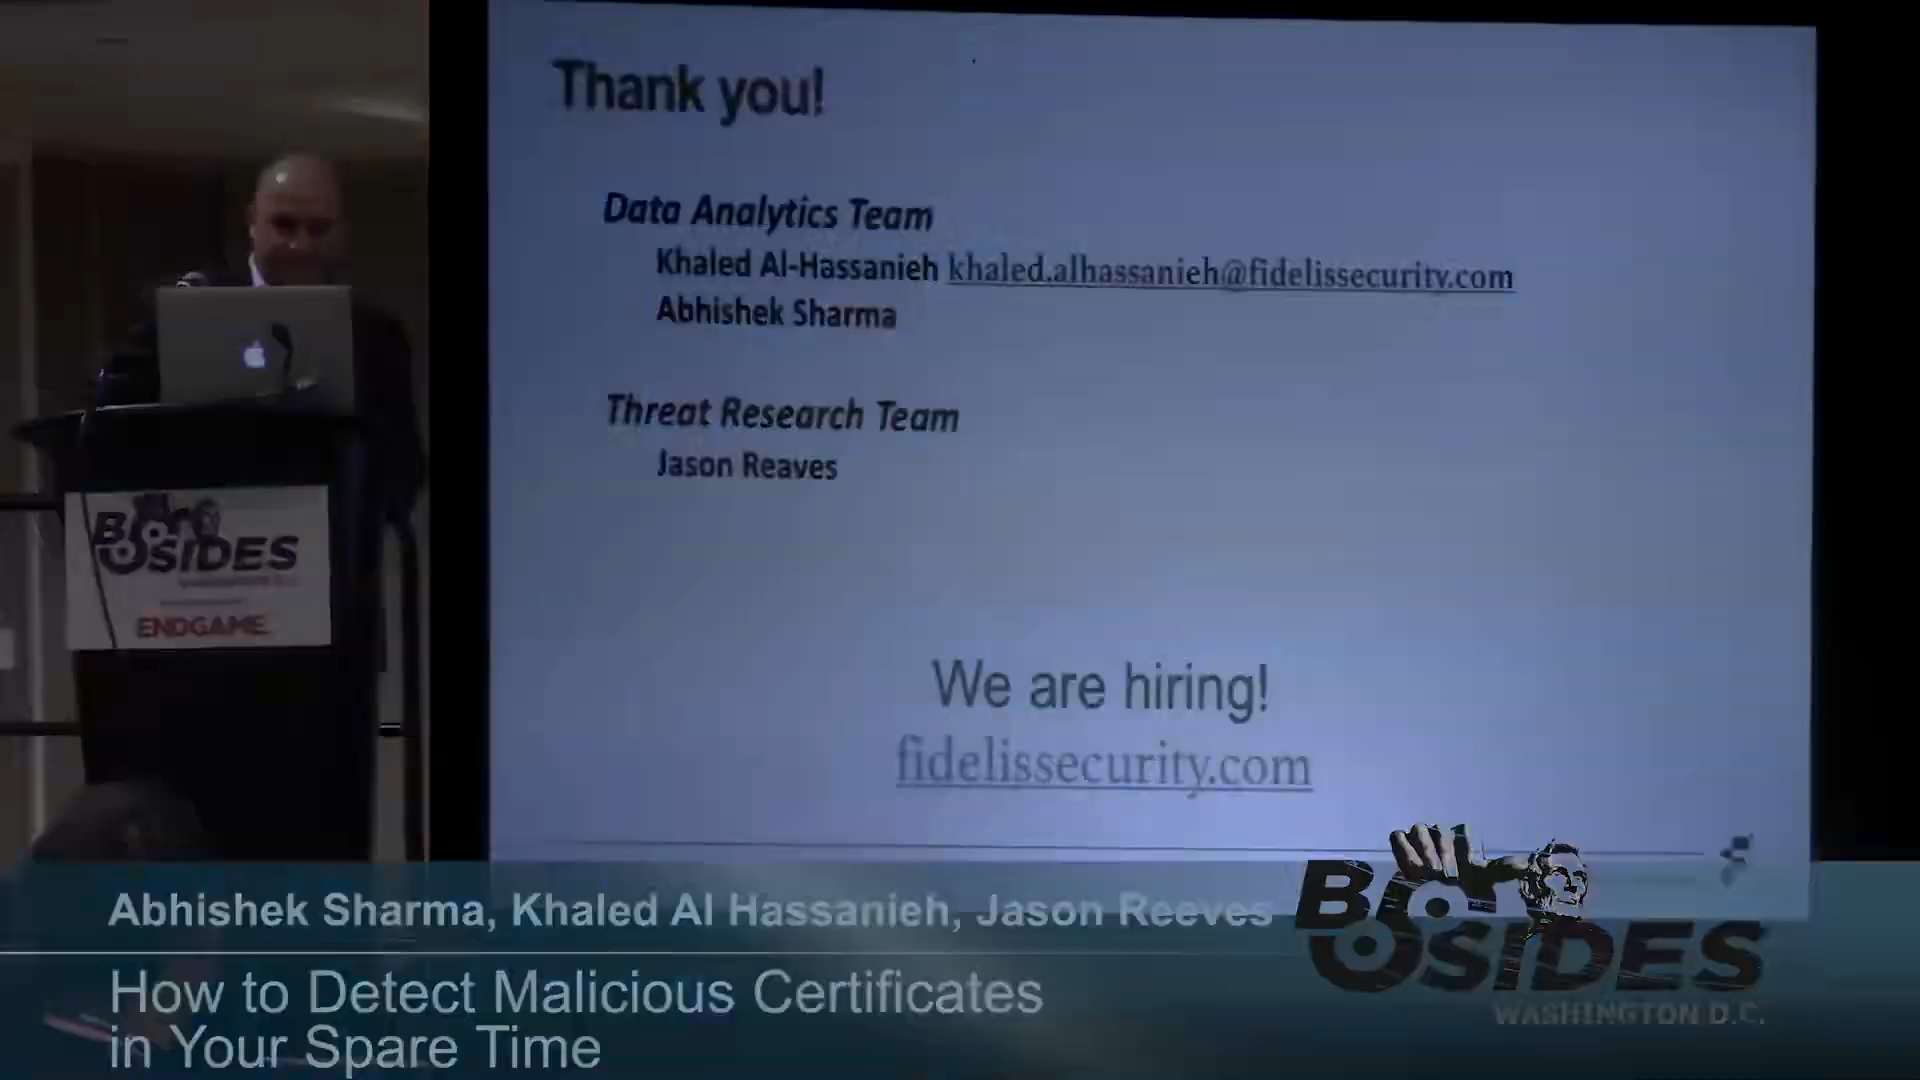 Thank you!
Data Analytics Team
Khaled Al-Hassanieh khaled.alhassanieh@fidelissecurity.com
Abhishek Sharma
Threat Research Team
Jason Reaves
We are hiring!
fidelissecurity.com
BSIDES
ENDGAME.
Abhishek Sharma, Khaled Al Hassanieh, Jason Reeves
How to Detect Malicious Certificates
in Your Spare Time
BSIDES
WASHINGTON D.C.